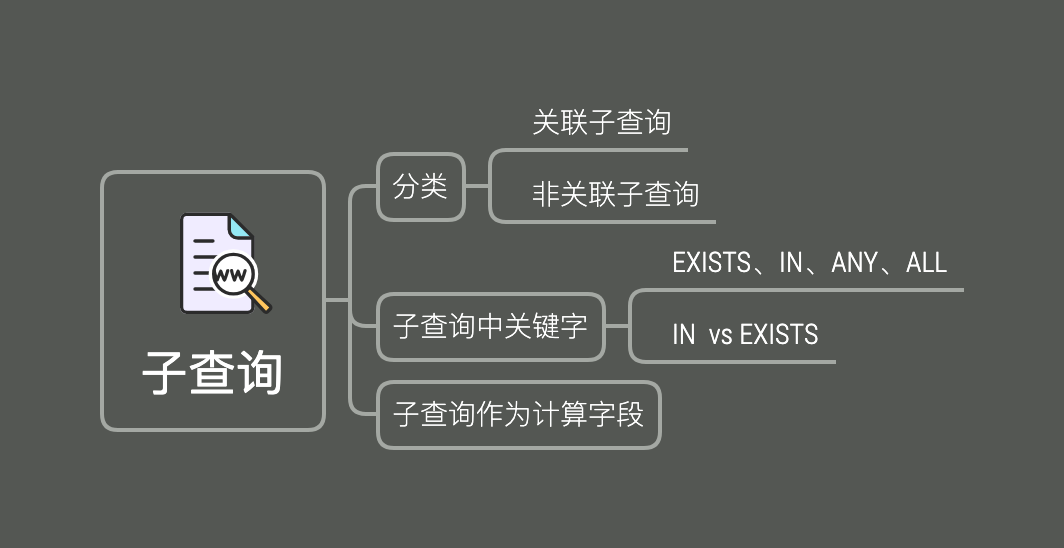 子查询
WW
分类
关联子查询
非关联子查询
子查询中关键字
EXISTS、IN、ANY、ALL
IN vs EXISTS
子查询作为计算字段